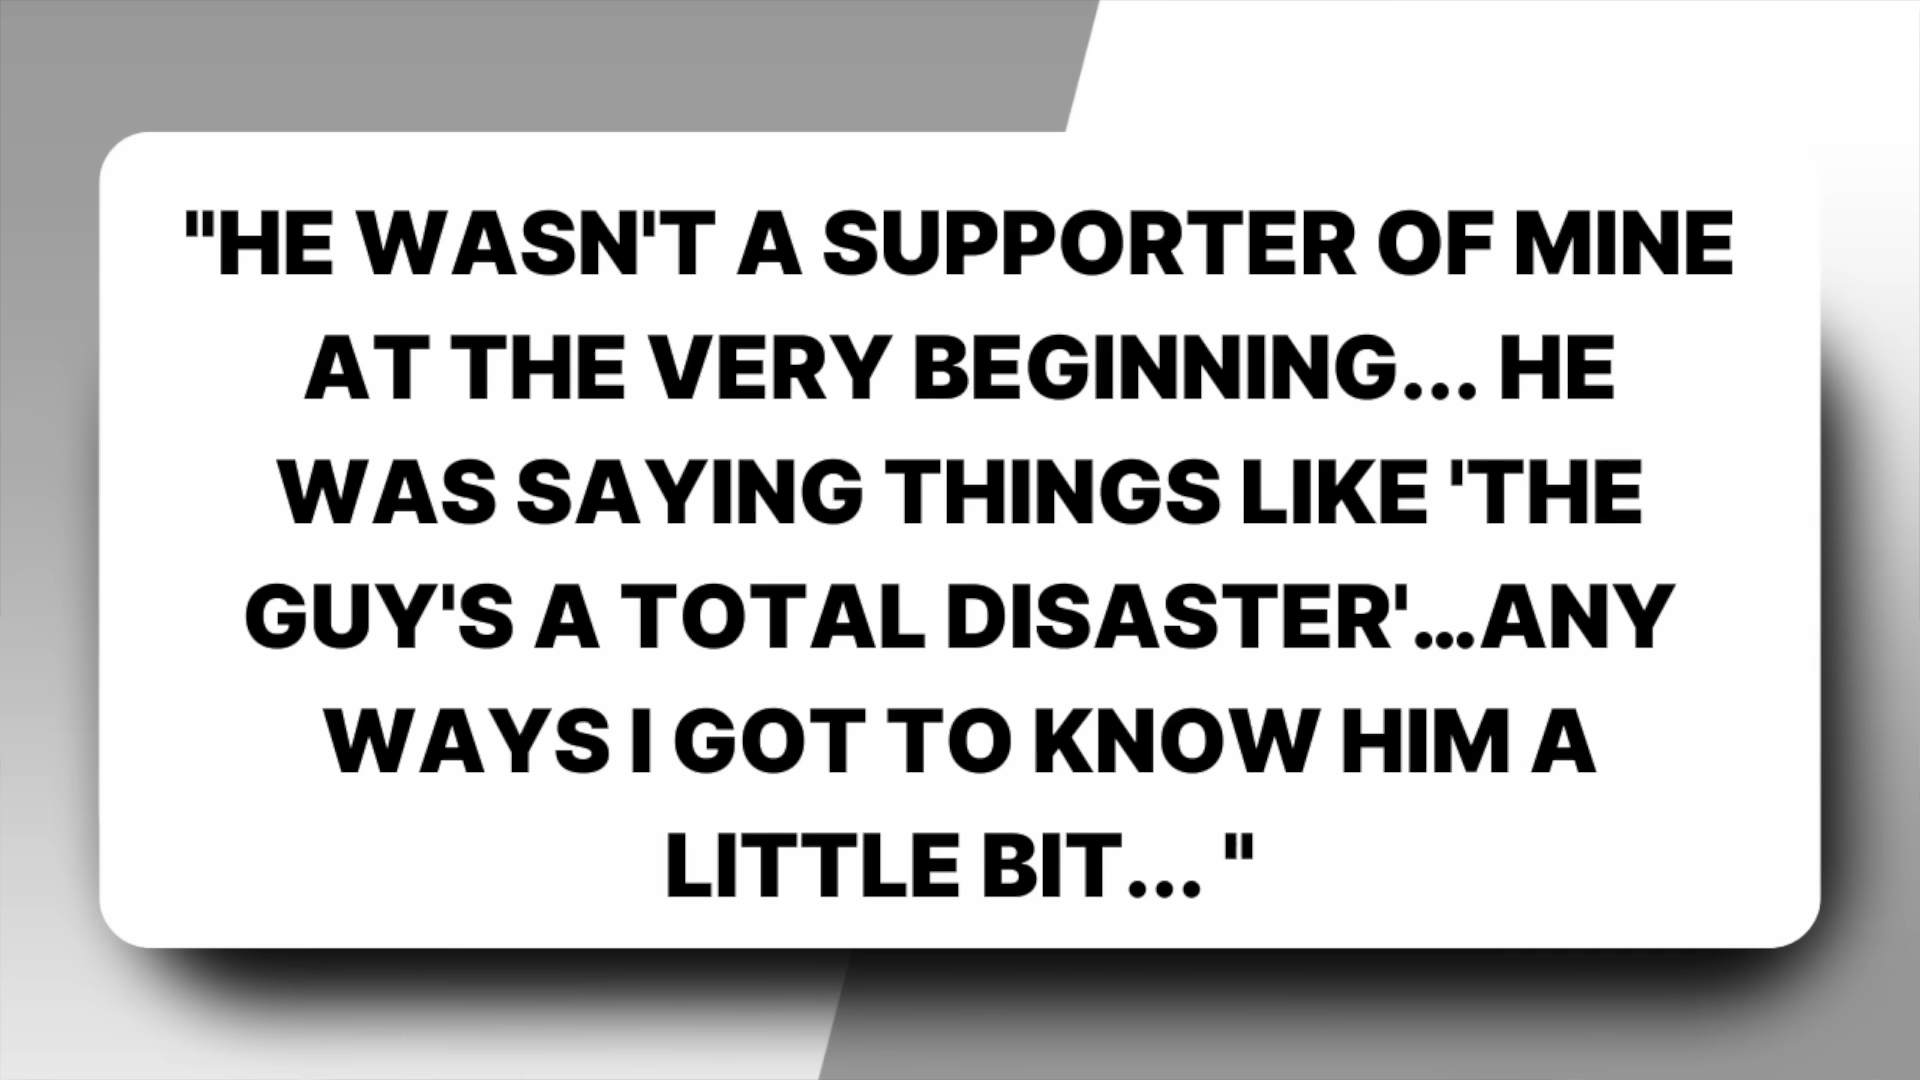 "HE WASN'T A SUPPORTER OF MINE
AT THE VERY BEGINNING... HE
WAS SAYING THINGS LIKE 'THE
GUY'S A TOTAL DISASTER'...ANY
WAYS I GOT TO KNOW HIM A
LITTLE BIT... "